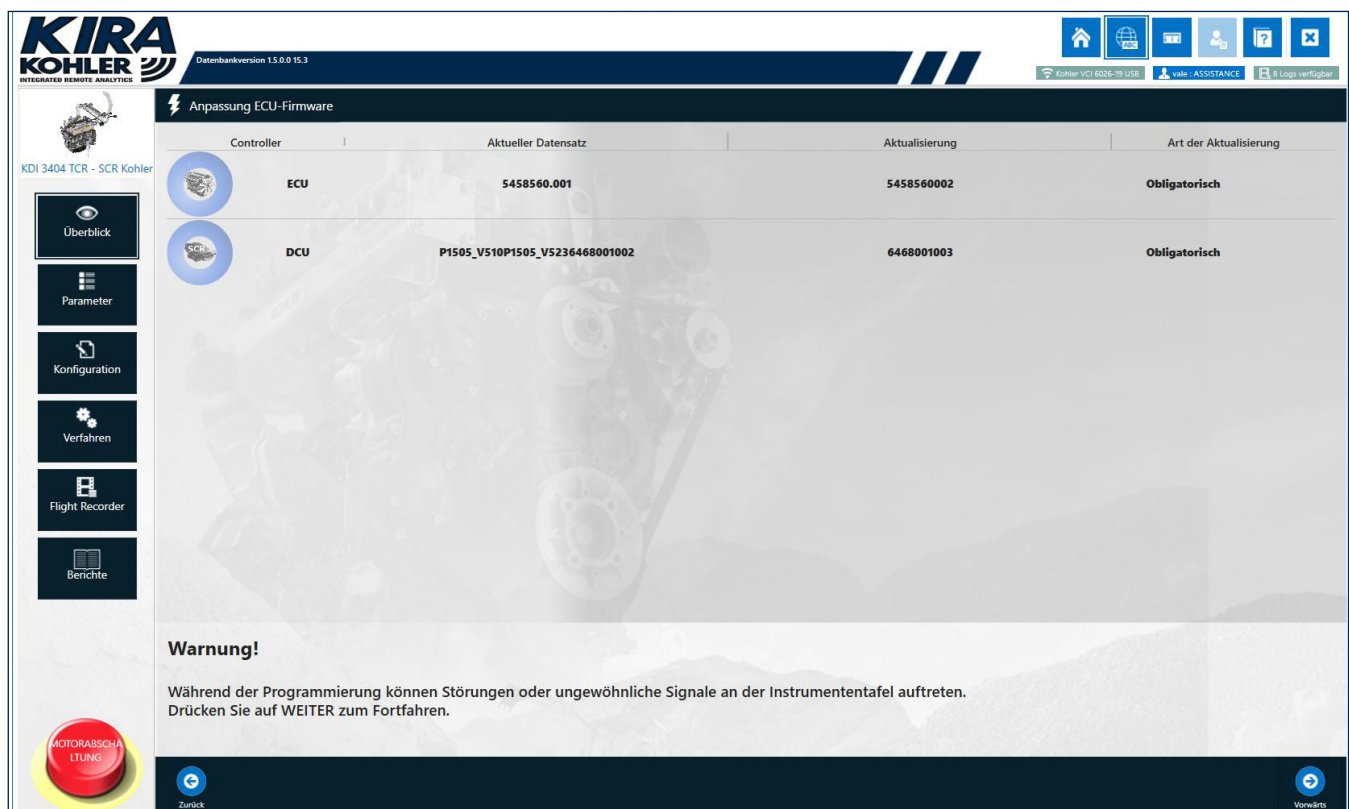 KIRA
KOHLER
INTEGRATED REMOTE ANALYTICS
Datenbankversion 1.5.0.0 15.3
ABC
?
Kohler VCI 6026-19 USB
vale : ASSISTANCE
8 Logs verfügbar
KDI 3404 TCR - SCR Kohler
Anpassung ECU-Firmware
Controller
Aktueller Datensatz
Aktualisierung
Art der Aktualisierung
ECU
5458560.001
5458560002
Obligatorisch
SCR
DCU
P1505_V510P1505_V5236468001002
6468001003
Obligatorisch
Überblick
Parameter
Konfiguration
Verfahren
Flight Recorder
Berichte
Warnung!
Während der Programmierung können Störungen oder ungewöhnliche Signale an der Instrumententafel auftreten.
Drücken Sie auf WEITER zum Fortfahren.
MOTORABSCHA
LTUNG
Zurück
Vorwärts